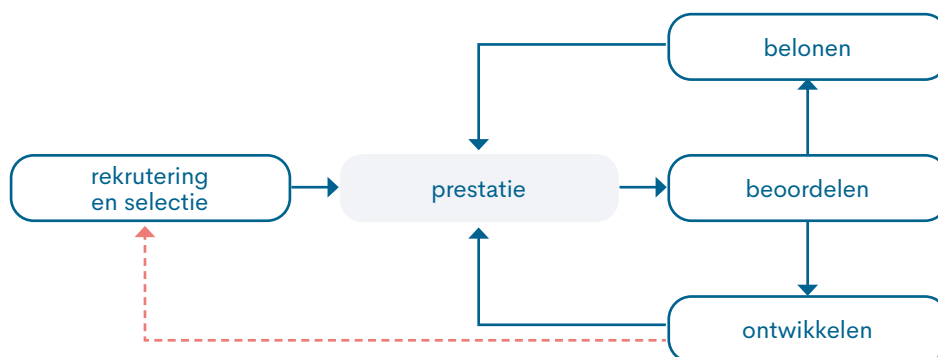 belonen
rekrutering
en selectie
prestatie
beoordelen
ontwikkelen